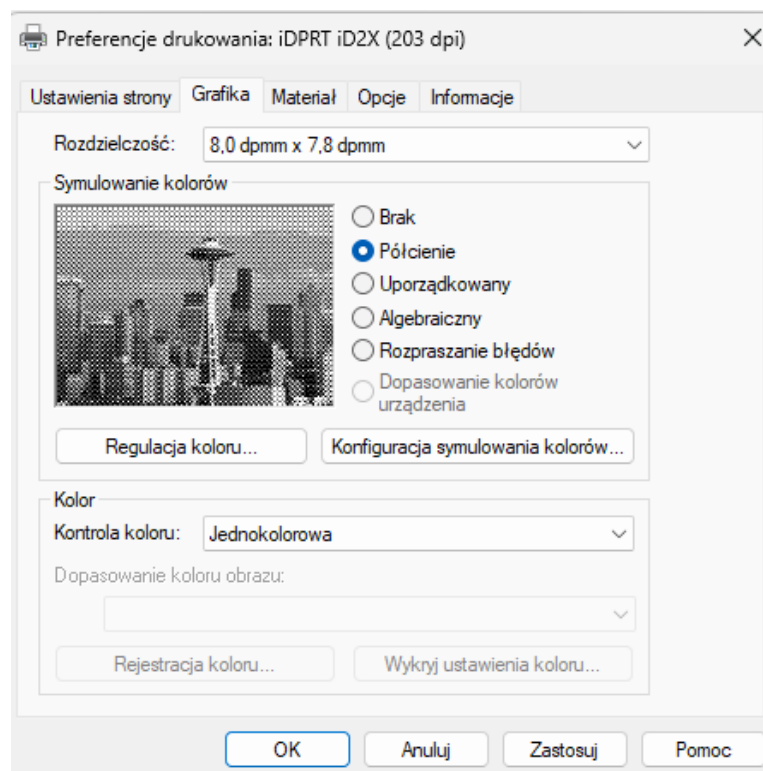 Preferencje drukowania: iDPRT iD2X (203 dpi)
Ustawienia strony Grafika Materiał Opcje Informacje
Rozdzielczość: 8,0 dpmm x 7,8 dpmm
Symulowanie kolorów
Brak
Półcienie
Uporządkowany
Algebraiczny
Rozpraszanie błędów
Dopasowanie kolorów
urządzenia
Regulacja koloru... Konfiguracja symulowania kolorów...
Kolor
Kontrola koloru: Jednokolorowa
Dopasowanie koloru obrazu:
Rejestracja koloru... Wykryj ustawienia koloru...
OK Anuluj Zastosuj Pomoc